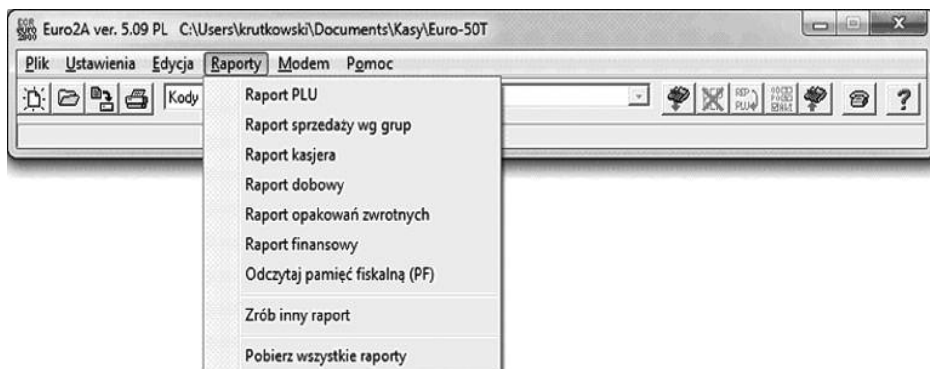 Euro2A ver. 5.09 PL C:\Users\krutkowski\Documents\Kasy\Euro-50T
Plik Ustawienia Edycja Raporty Modem Pomoc
Kody
Raport PLU
Raport sprzedaży wg grup
Raport kasjera
Raport dobowy
Raport opakowań zwrotnych
Raport finansowy
Odczytaj pamięć fiskalną (PF)
Zrób inny raport
Pobierz wszystkie raporty